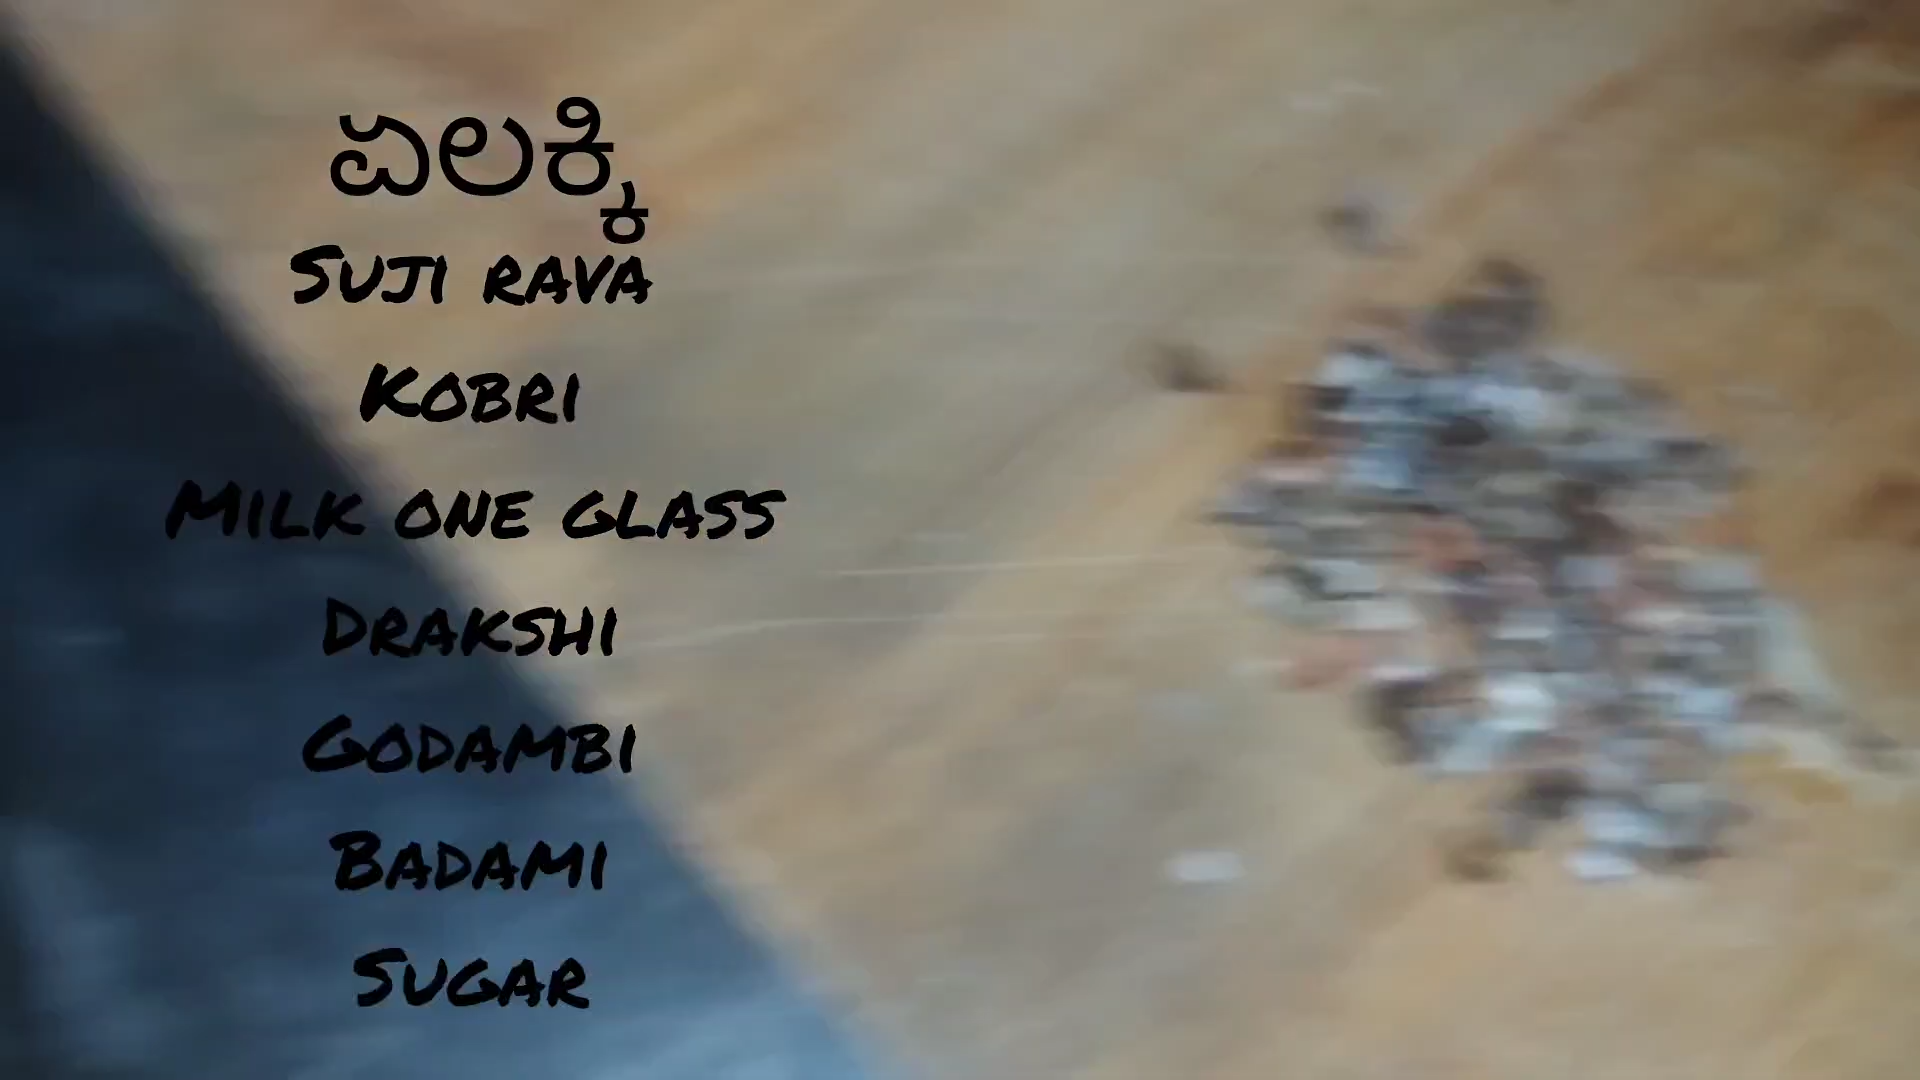 ಏಲಕ್ಕಿ
Suji rava
Kobri
Milk one glass
Drakshi
Godambi
Badami
Sugar